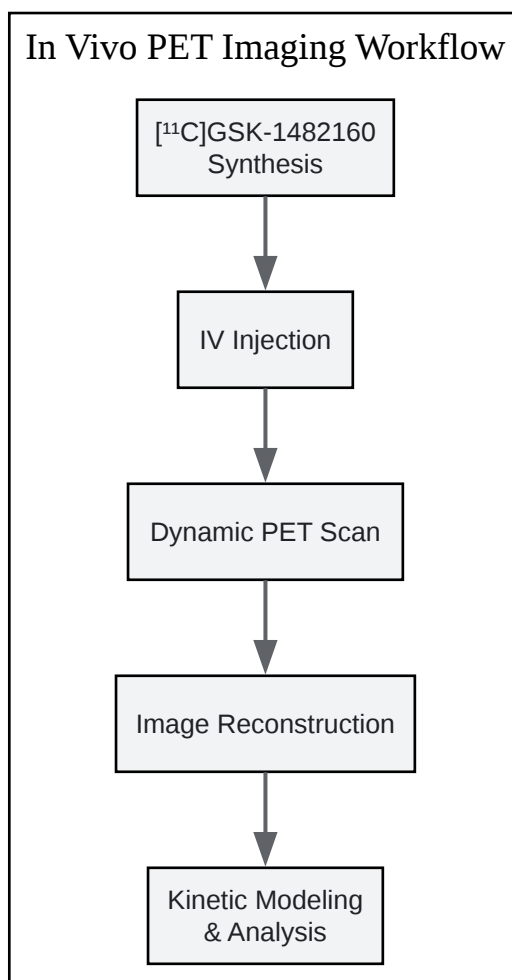 In Vivo PET Imaging Workflow
[¹¹C]GSK-1482160
Synthesis
IV Injection
Dynamic PET Scan
Image Reconstruction
Kinetic Modeling
& Analysis